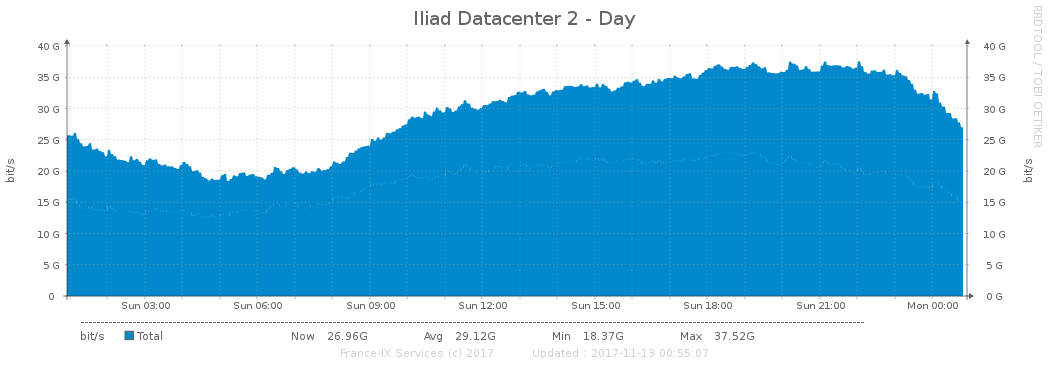 Iliad Datacenter 2 - Day
RRDTOOL / TOBI OETIKER
40 G 40 G
35 G 35 G
30 G 30 G
25 G 25 G
20 G 20 G
15 G 15 G
10 G 10 G
5 G 5 G
0 0 G
bit/s
bit/s
Sun 03:00 Sun 06:00 Sun 09:00 Sun 12:00 Sun 15:00 Sun 18:00 Sun 21:00 Mon 00:00
bit/s Total Now 26.96G Avg 29.12G Min 18.37G Max 37.52G
France-IX Services (c) 2017 Updated : 2017-11-13 00:55:07